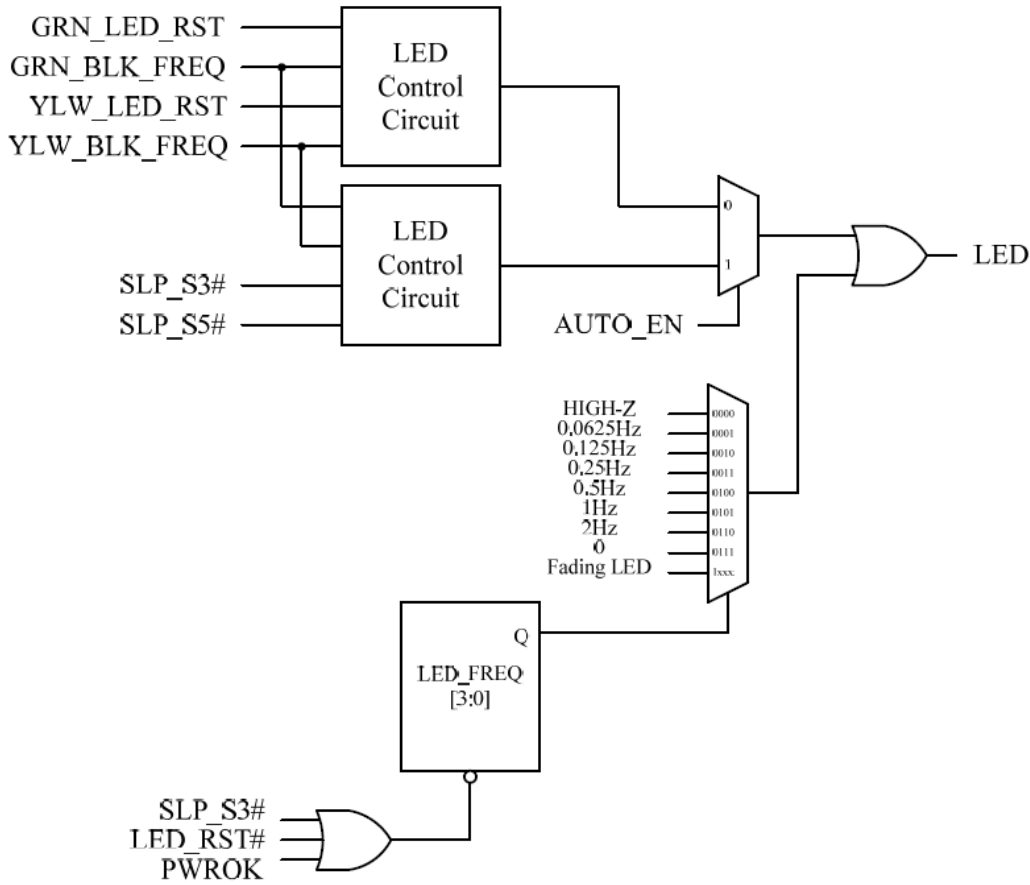 GRN_LED_RST
GRN_BLK_FREQ
YLW_LED_RST
YLW_BLK_FREQ
LED
Control
Circuit
LED
Control
Circuit
SLP_S3#
SLP_S5#
0
1
LED
AUTO_EN
HIGH-Z
0000
0.0625Hz
0001
0.125Hz
0010
0.25Hz
0011
0.5Hz
0100
1Hz
0101
2Hz
0110
0
0111
Fading LED
1xxx
Q
LED_FREQ
[3:0]
SLP_S3#
LED_RST#
PWROK